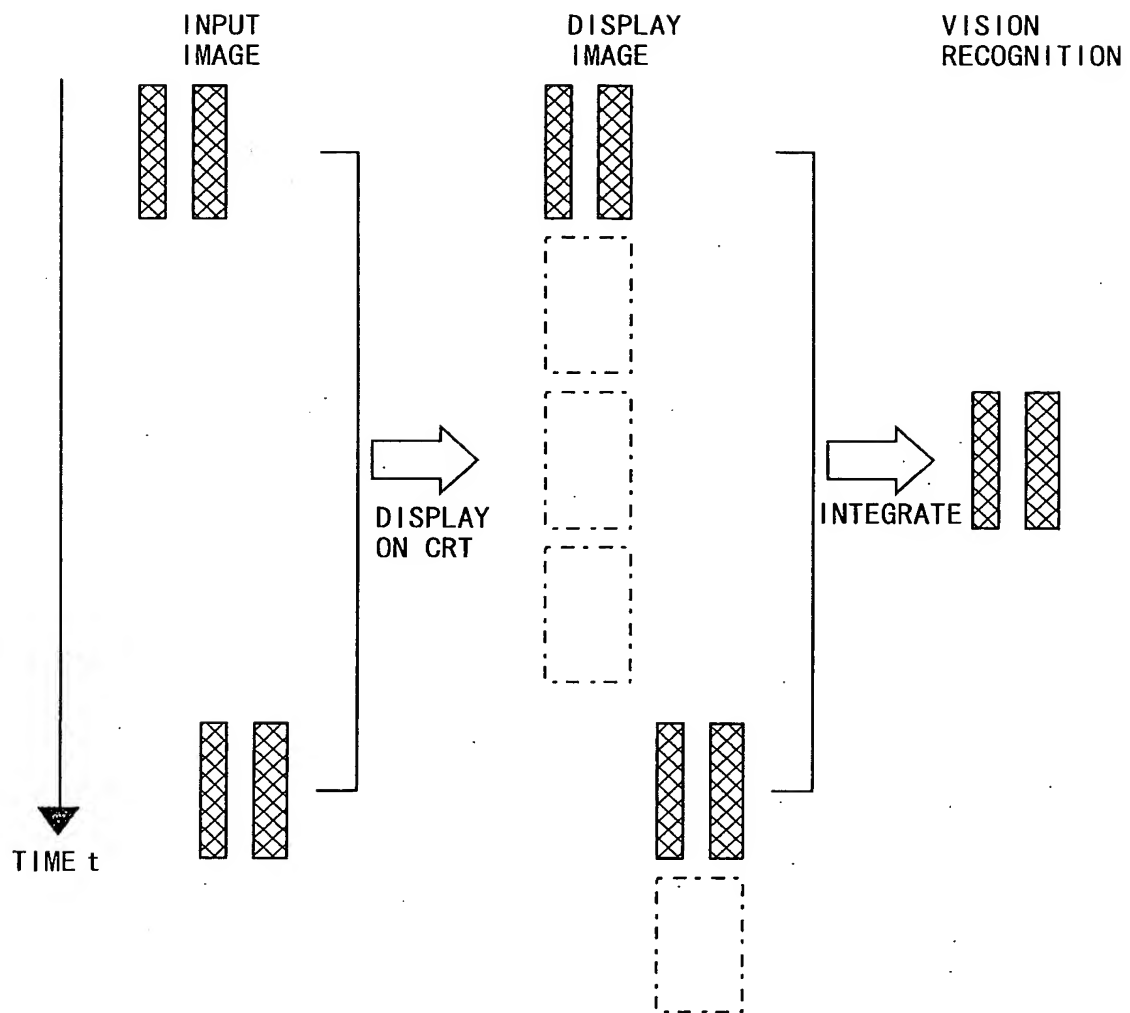 INPUT
IMAGE
DISPLAY
IMAGE
VISION
RECOGNITION
DISPLAY
ON CRT
INTEGRATE
TIME t